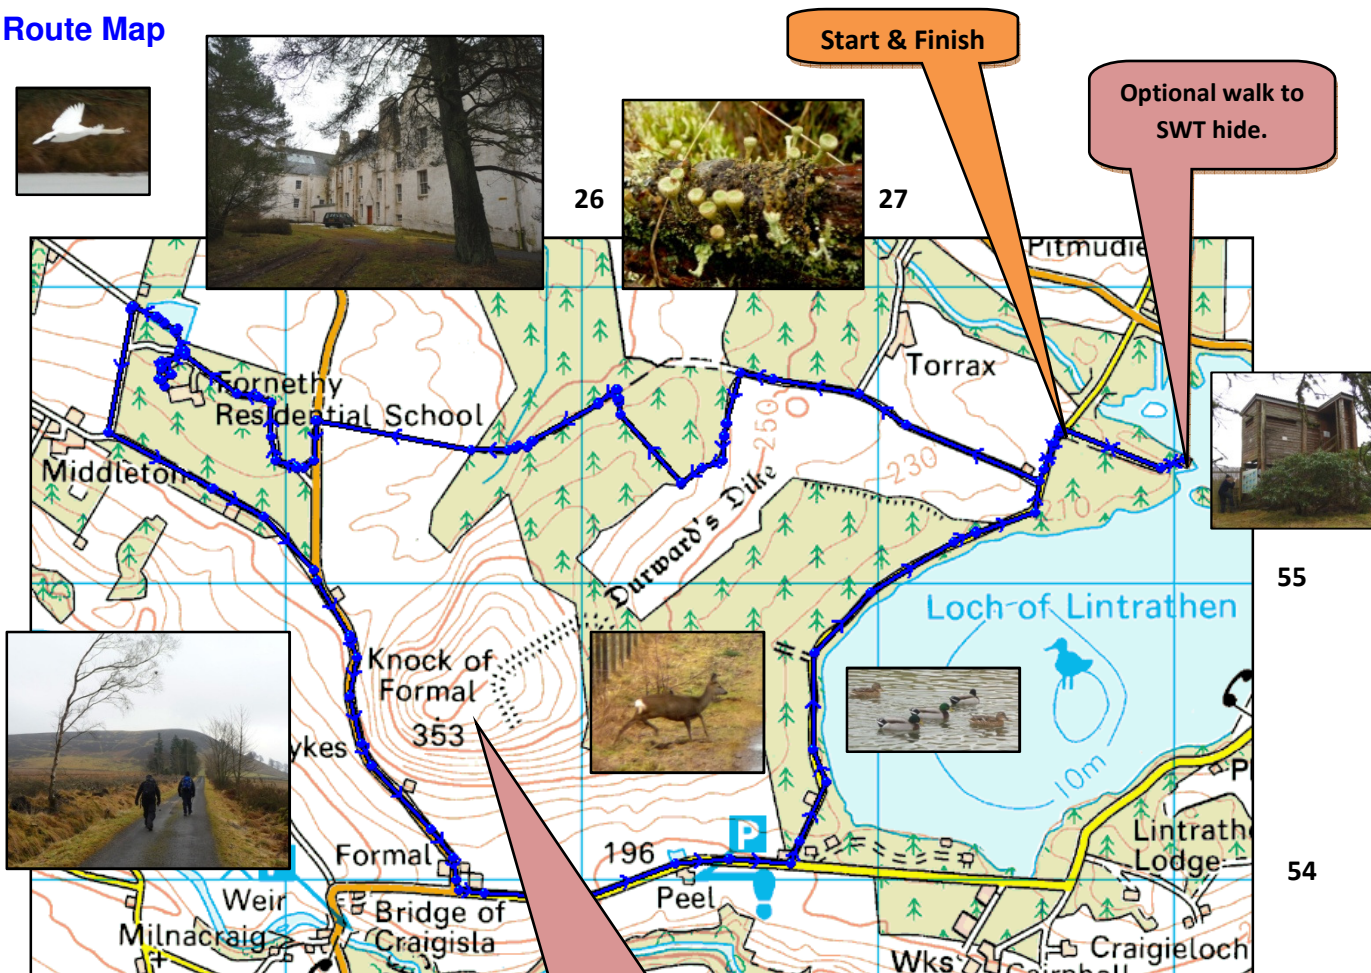 Route Map
Start & Finish
Optional walk to
SWT hide.
26
27
Pitmudie
Torrax
Fornethy
Residential School
250
230
210
Middleton
Durward's Dike
55
Loch of Lintrathen
Knock of
Formal
353
ykes
10m
P
Formal
196
Lintrath
Lodge
54
Weir
Peel
Bridge of
Craigisla
Milnacraig
Craigieloch
Wks